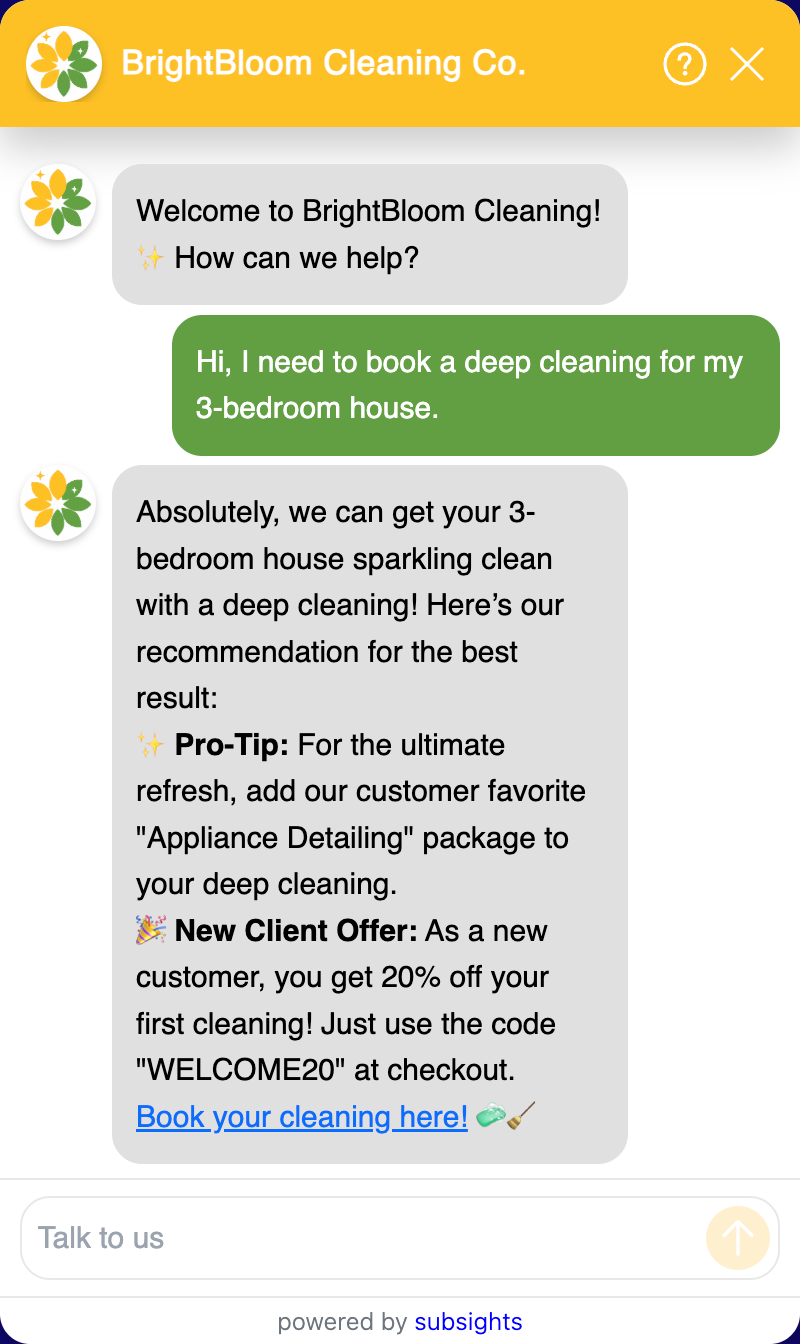 BrightBloom Cleaning Co.
?
Welcome to BrightBloom Cleaning!
✨ How can we help?
Hi, I need to book a deep cleaning for my
3-bedroom house.
Absolutely, we can get your 3-
bedroom house sparkling clean
with a deep cleaning! Here’s our
recommendation for the best
result:
✨ Pro-Tip: For the ultimate
refresh, add our customer favorite
"Appliance Detailing" package to
your deep cleaning.
🎉 New Client Offer: As a new
customer, you get 20% off your
first cleaning! Just use the code
"WELCOME20" at checkout.
Book your cleaning here! 🧼🧹
Talk to us
powered by subsights